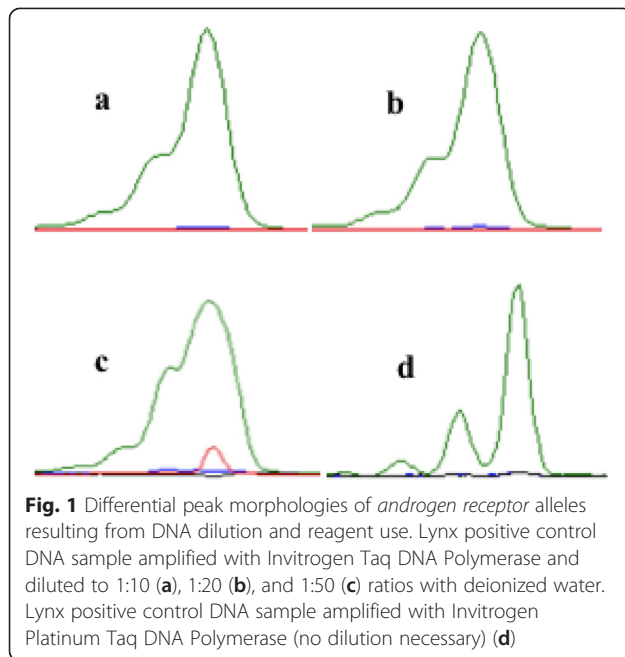 a
b
c
d
Fig. 1 Differential peak morphologies of androgen receptor alleles
resulting from DNA dilution and reagent use. Lynx positive control
DNA sample amplified with Invitrogen Taq DNA Polymerase and
diluted to 1:10 (a), 1:20 (b), and 1:50 (c) ratios with deionized water.
Lynx positive control DNA sample amplified with Invitrogen
Platinum Taq DNA Polymerase (no dilution necessary) (d)